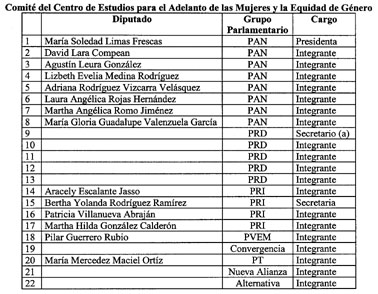 Comité del Centro de Estudios para el Adelanto de las Mujeres y la Equidad de Género
Diputado Grupo Parlamentario Cargo
1 María Soledad Limas Frescas PAN Presidenta
2 David Lara Compean PAN Integrante
3 Agustín Leura González PAN Integrante
4 Lizbeth Evelia Medina Rodríguez PAN Integrante
5 Adriana Rodríguez Vizcarra Velásquez PAN Integrante
6 Laura Angélica Rojas Hernández PAN Integrante
7 Martha Angélica Romo Jiménez PAN Integrante
8 María Gloria Guadalupe Valenzuela García PAN Integrante
9 PRD Secretario (a)
10 PRD Integrante
11 PRD Integrante
12 PRD Integrante
13 PRD Integrante
14 Aracely Escalante Jasso PRI Integrante
15 Bertha Yolanda Rodríguez Ramírez PRI Secretaria
16 Patricia Villanueva Abraján PRI Integrante
17 Martha Hilda González Calderón PRI Integrante
18 Pilar Guerrero Rubio PVEM Integrante
19 Convergencia Integrante
20 María Mercedez Maciel Ortíz PT Integrante
21 Nueva Alianza Integrante
22 Alternativa Integrante